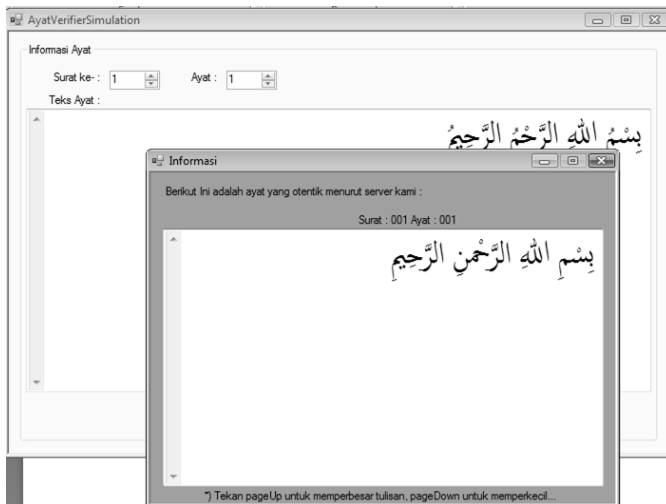 AyatVerifierSimulation
Informasi Ayat
Surat ke- : 1 Ayat : 1
Teks Ayat :
بِسْمُ اللهِ الرَّحْمُ الرَّحِيمُ
Informasi
Berikut Ini adalah ayat yang otentik menurut server kami :
Surat : 001 Ayat : 001
بِسْمِ اللهِ الرَّحْمنِ الرَّحِيمِ
*) Tekan pageUp untuk memperbesar tulisan, pageDown untuk memperkecil...